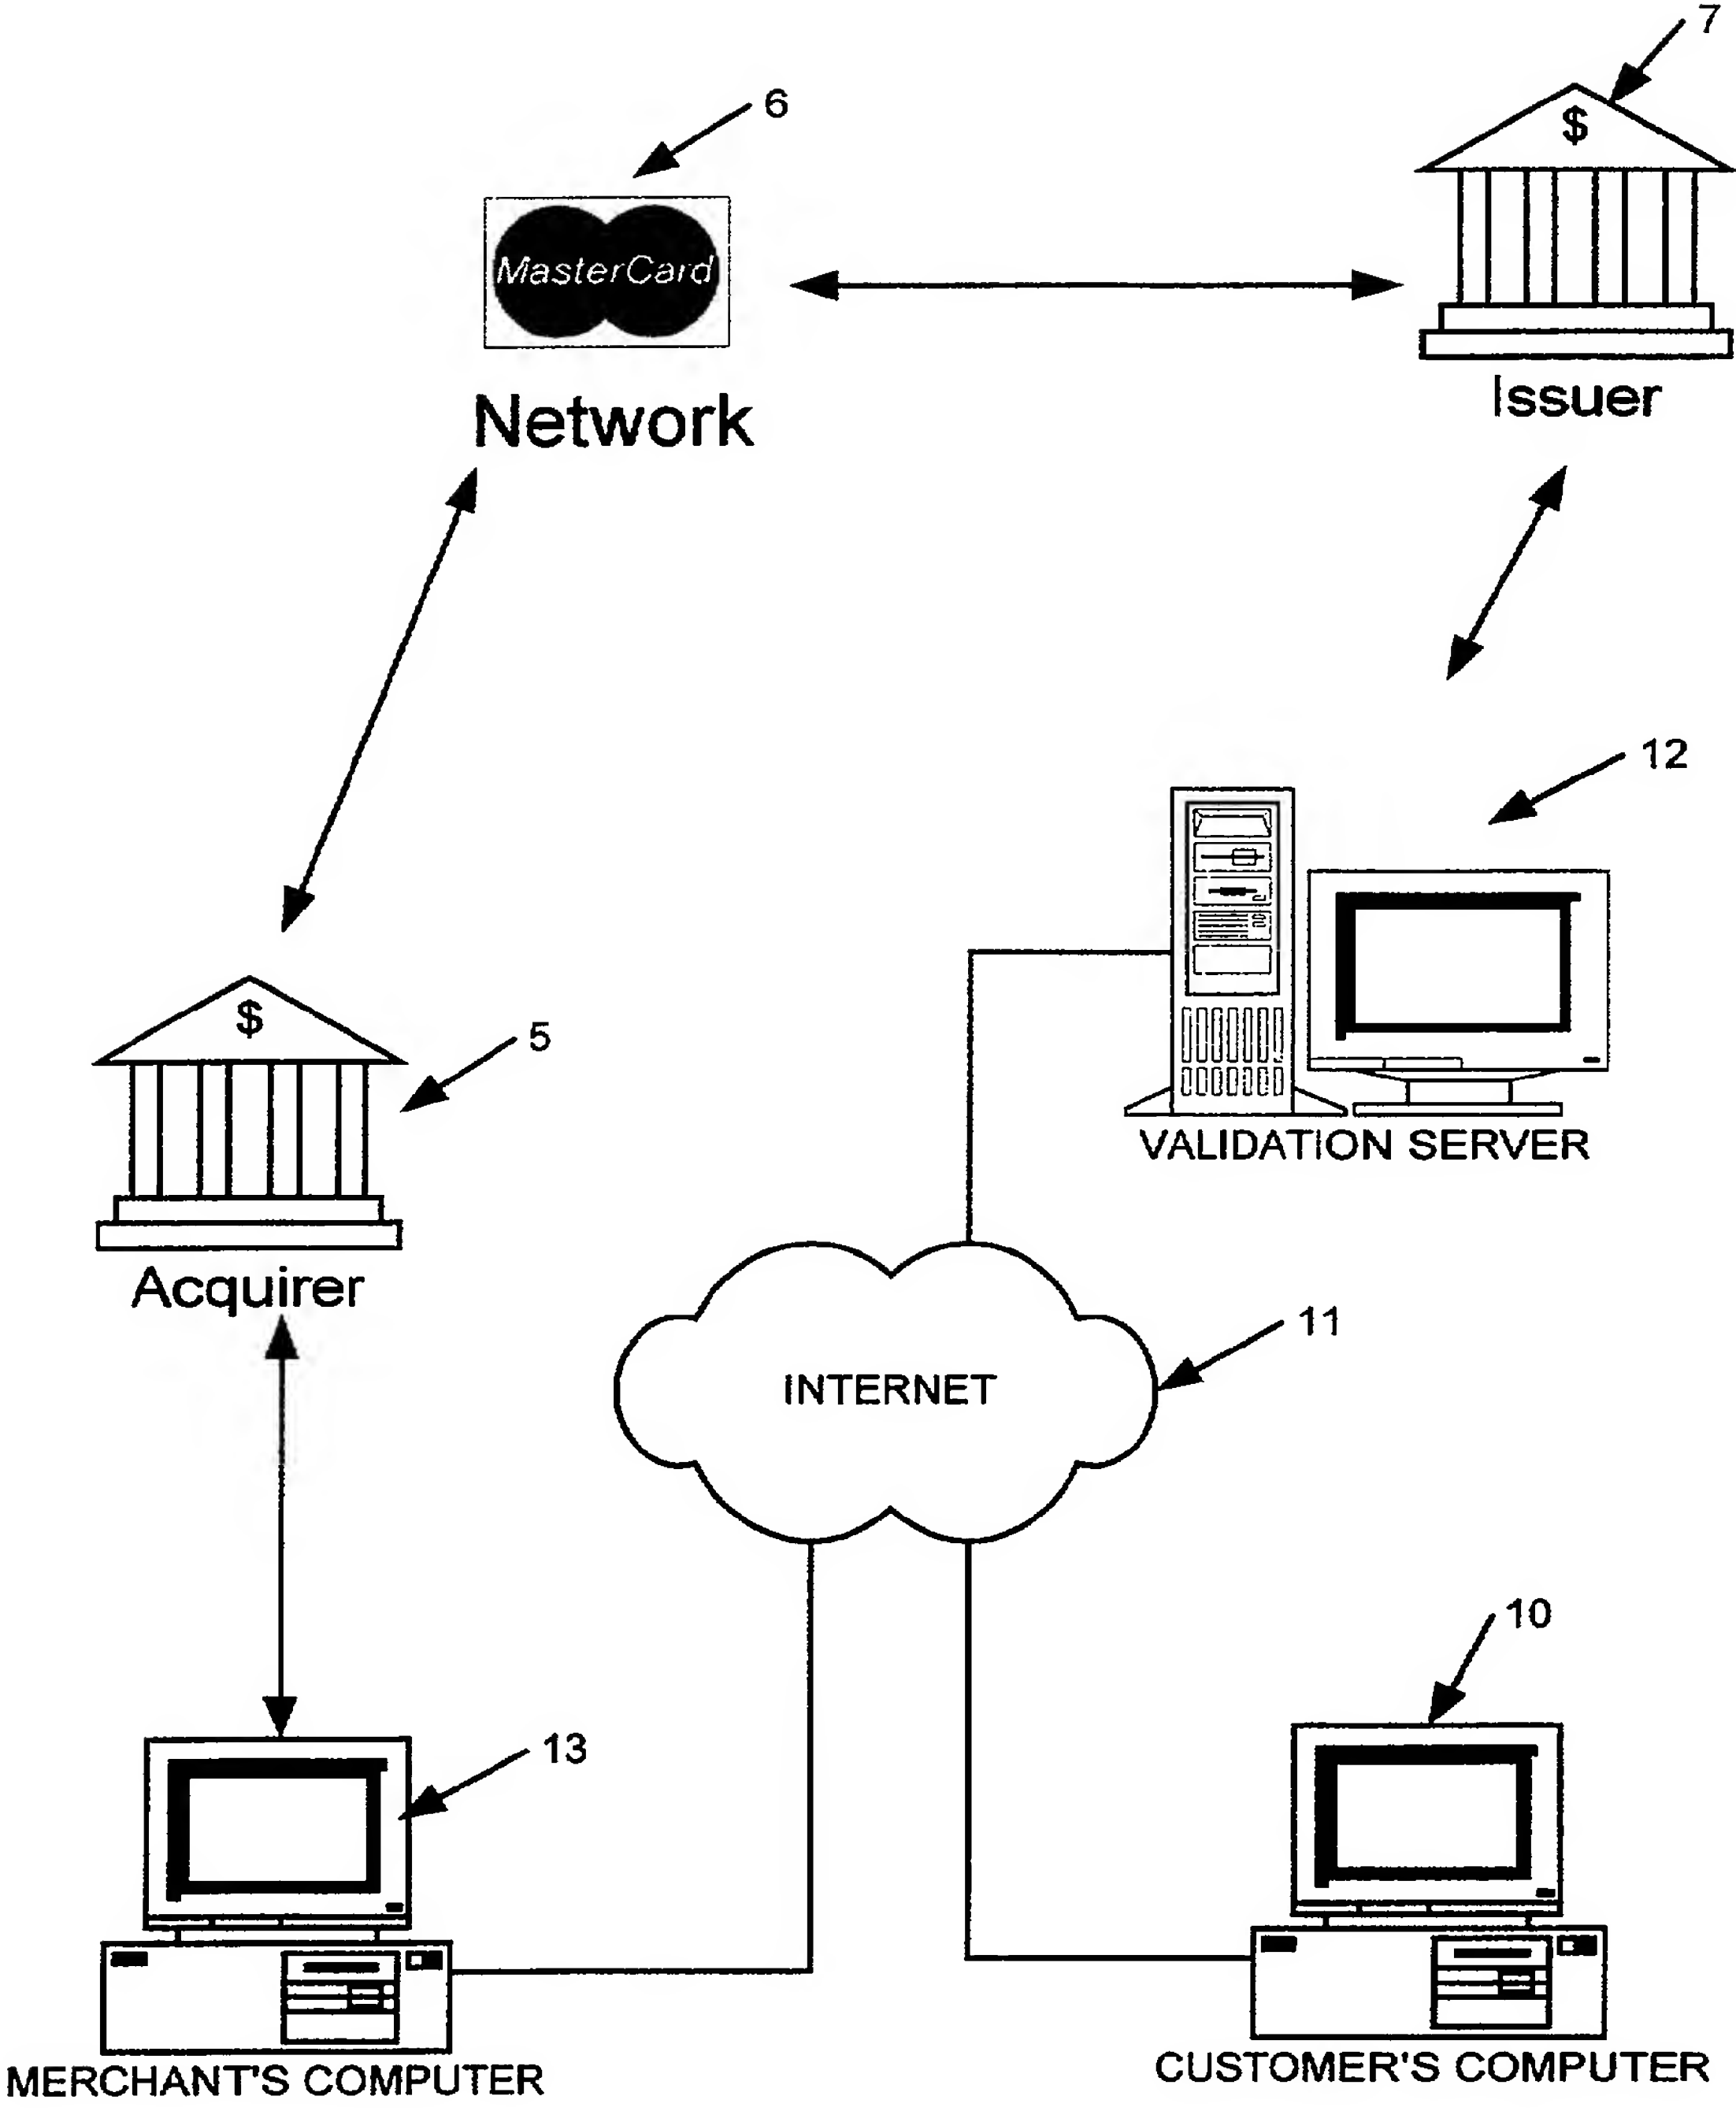 7
6
$
MasterCard
Issuer
Network
12
$
5
VALIDATION SERVER
Acquirer
11
INTERNET
10
13
CUSTOMER'S COMPUTER
MERCHANT'S COMPUTER